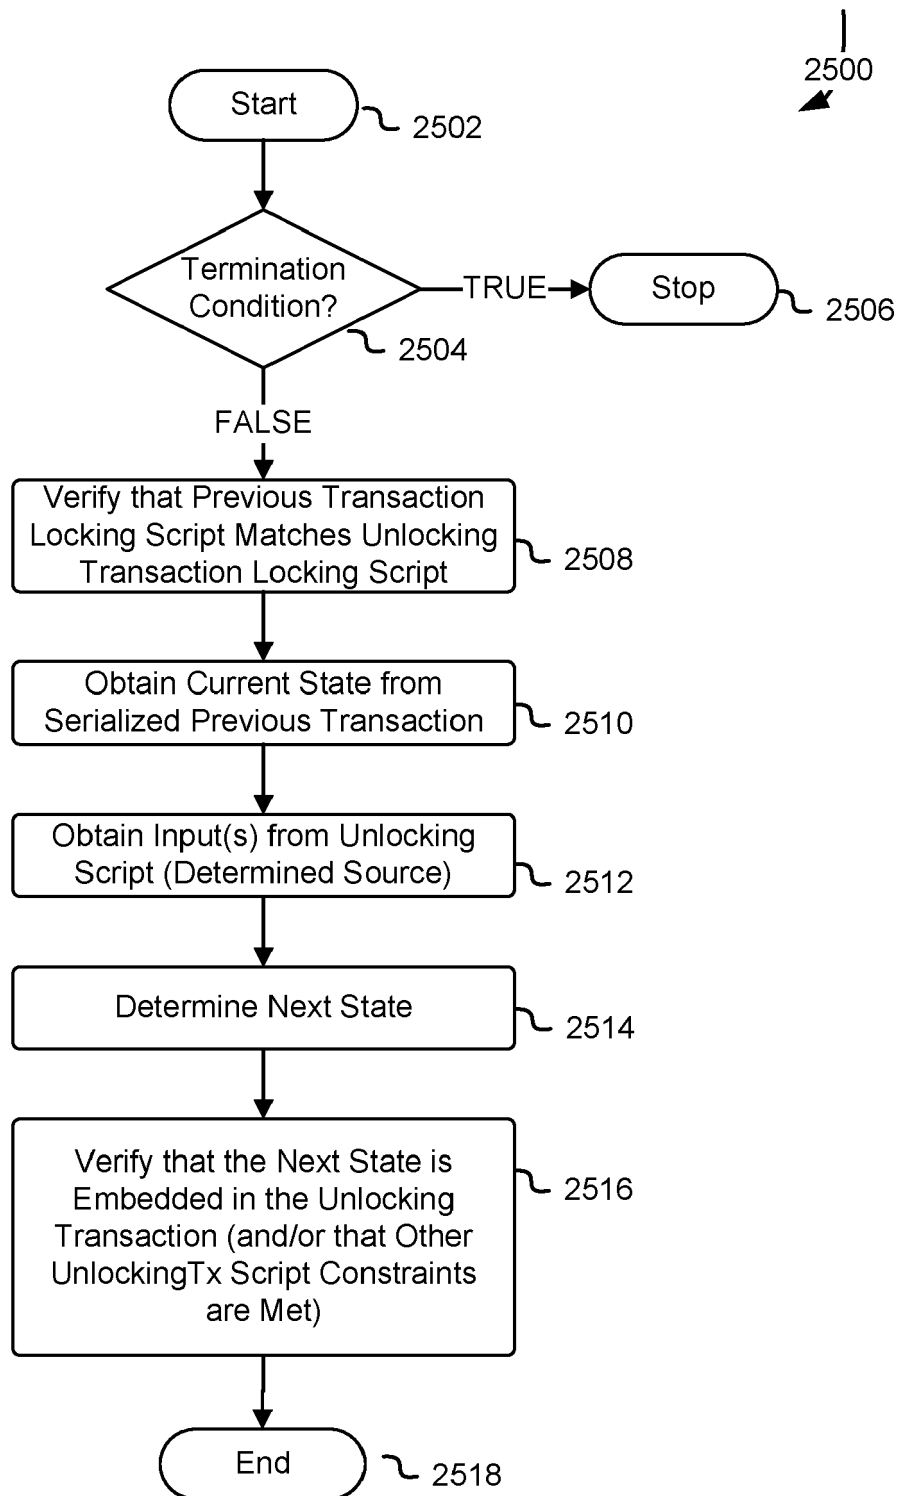 2500
Start
2502
Termination
Condition?
TRUE
Stop
2506
2504
FALSE
Verify that Previous Transaction
Locking Script Matches Unlocking
Transaction Locking Script
2508
Obtain Current State from
Serialized Previous Transaction
2510
Obtain Input(s) from Unlocking
Script (Determined Source)
2512
Determine Next State
2514
Verify that the Next State is
Embedded in the Unlocking
Transaction (and/or that Other
UnlockingTx Script Constraints
are Met)
2516
End
2518